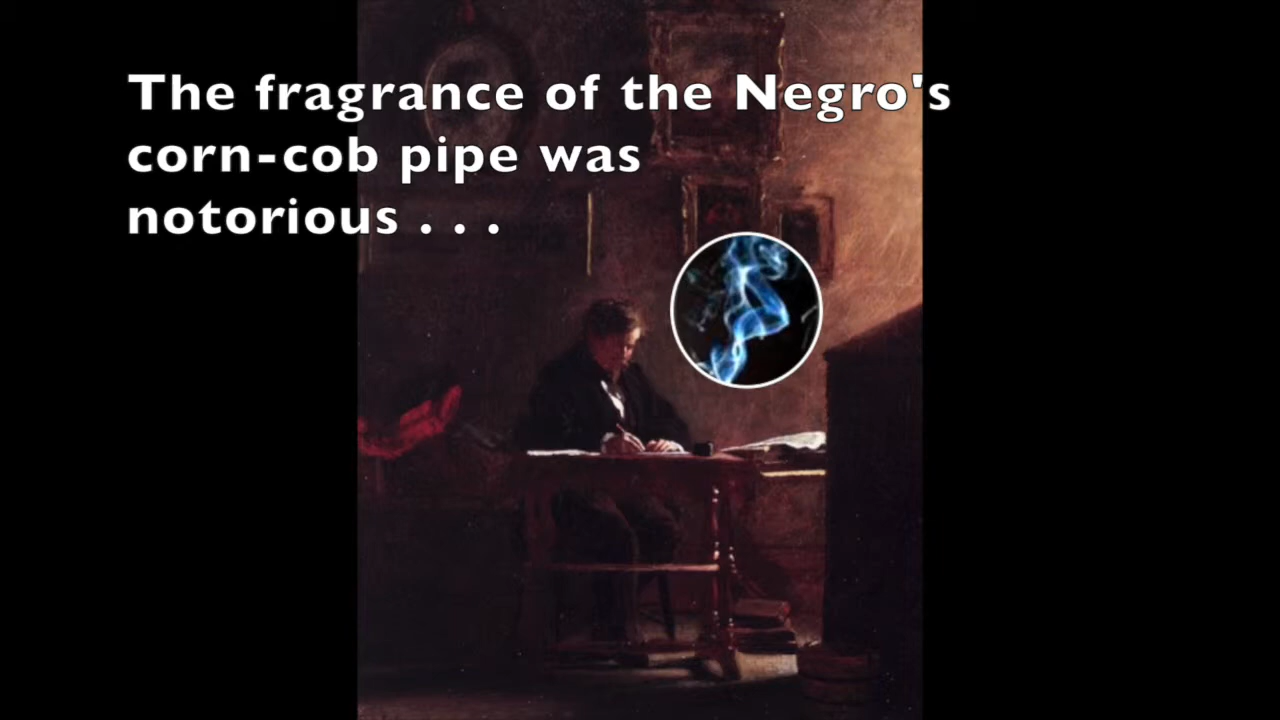 The fragrance of the Negro's
corn-cob pipe was
notorious . . .